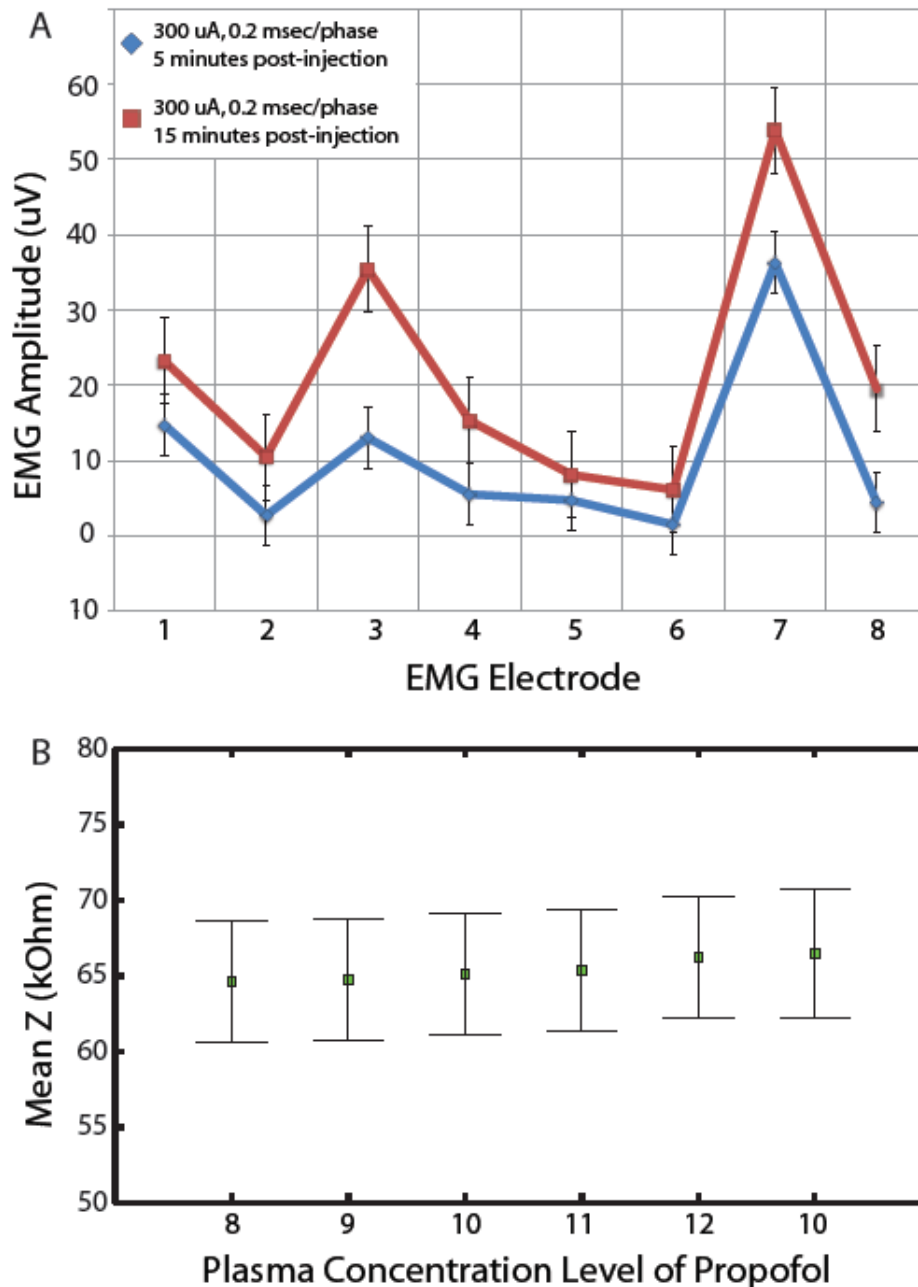 A
300 uA, 0.2 msec/phase
5 minutes post-injection
300 uA, 0.2 msec/phase
15 minutes post-injection
EMG Amplitude (uV)
60
50
40
30
20
10
0
10
1 2 3 4 5 6 7 8
EMG Electrode
B
Mean Z (kOhm)
80
75
70
65
60
55
50
8 9 10 11 12 10
Plasma Concentration Level of Propofol